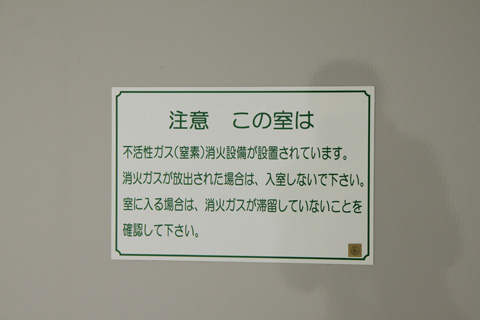 注意　この室は
不活性ガス(窒素)消火設備が設置されています。
消火ガスが放出された場合は、入室しないで下さい。
室に入る場合は、消火ガスが滞留していないことを
確認して下さい。